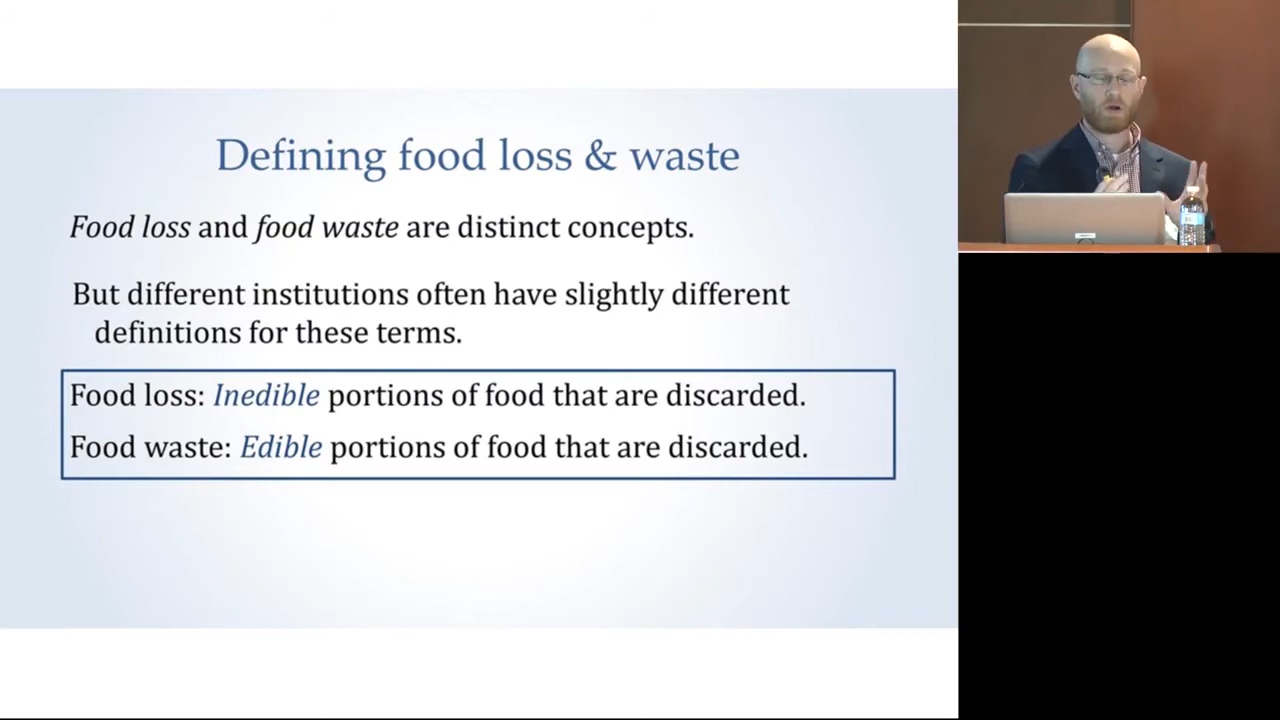 Defining food loss & waste
Food loss and food waste are distinct concepts.
But different institutions often have slightly different
definitions for these terms.
Food loss: Inedible portions of food that are discarded.
Food waste: Edible portions of food that are discarded.